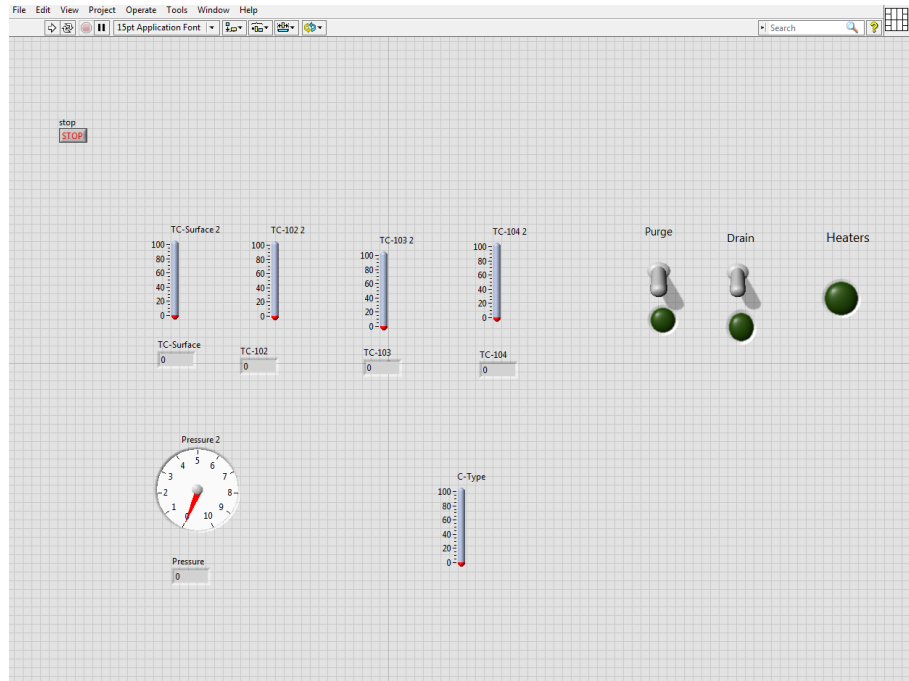 File Edit View Project Operate Tools Window Help
15pt Application Font Search ?
stop
STOP
TC-Surface 2
100
80
60
40
20
0
TC-102 2
100
80
60
40
20
0
TC-103 2
100
80
60
40
20
0
TC-104 2
100
80
60
40
20
0
Purge
Drain
Heaters
TC-Surface
0
TC-102
0
TC-103
0
TC-104
0
Pressure 2
0
1
2
3
4
5
6
7
8
9
10
C-Type
100
80
60
40
20
0
Pressure
0